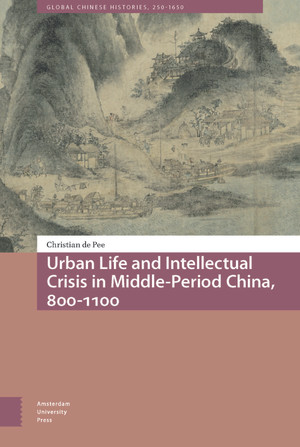 GLOBAL CHINESE HISTORIES, 250-1650
Christian de Pee
Urban Life and Intellectual
Crisis in Middle-Period China,
800-1100
Amsterdam
University
Press